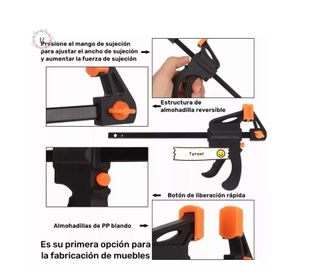 Presione el mango de sujeción
para ajustar el ancho de sujeción
y aumentar la fuerza de sujeción
Estructura de
almohadilla reversible
Tyrsol
Botón de liberación rápida
Almohadillas de PP blando
Es su primera opción para
la fabricación de muebles